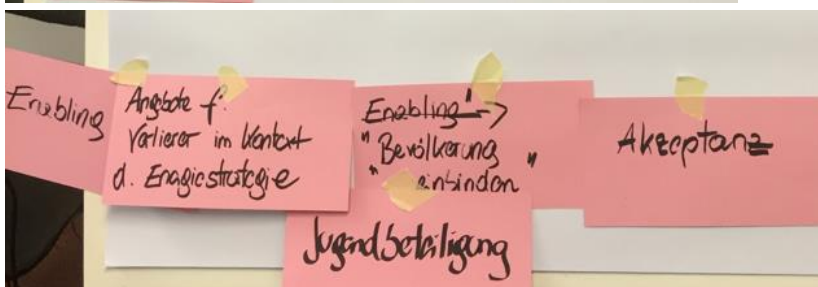 Enabling
Angebote f.
Verlierer im Kontext
d. Energiestrategie
Enabling" →
"Bevölkerung
" einbinden "
Jugendbeteiligung
Akzeptanz